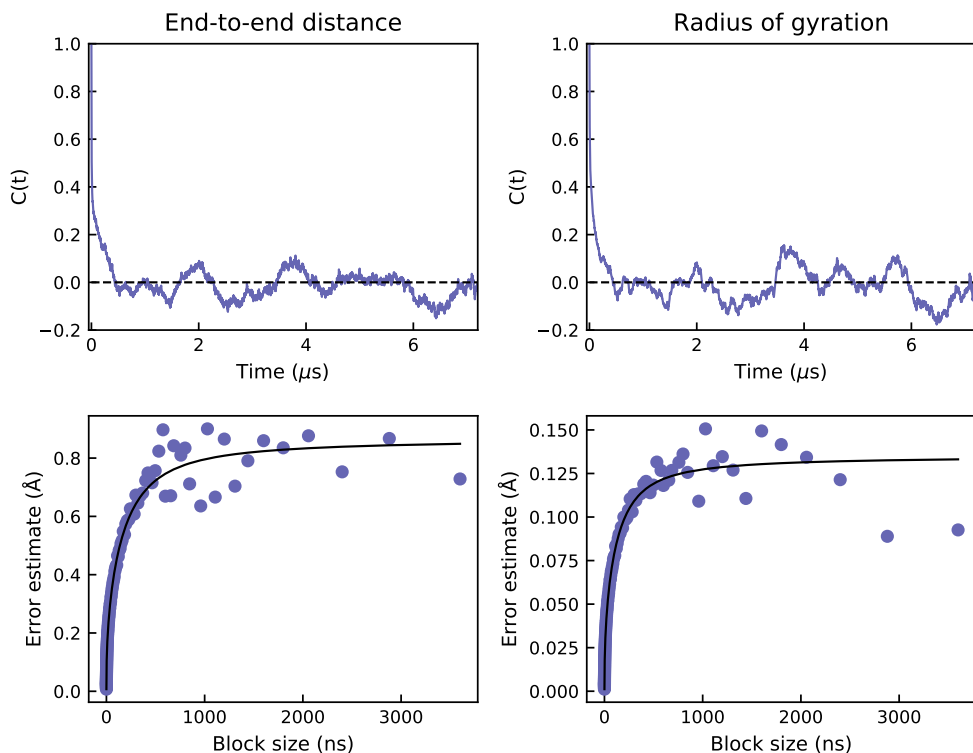 End-to-end distance
1.0
0.8
0.6
0.4
0.2
0.0
−0.2
C(t)
0 2 4 6
Time (μs)
Radius of gyration
1.0
0.8
0.6
0.4
0.2
0.0
−0.2
C(t)
0 2 4 6
Time (μs)
0.8
0.6
0.4
0.2
0.0
Error estimate (Å)
0 1000 2000 3000
Block size (ns)
0.150
0.125
0.100
0.075
0.050
0.025
0.000
Error estimate (Å)
0 1000 2000 3000
Block size (ns)